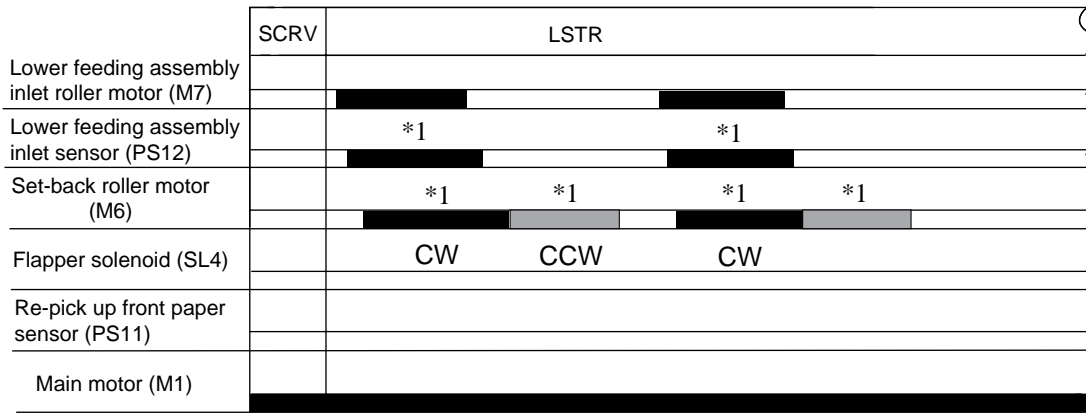 SCRV LSTR
Lower feeding assembly
inlet roller motor (M7)
Lower feeding assembly
inlet sensor (PS12)
*1 *1
Set-back roller motor
(M6)
*1 *1 *1 *1
Flapper solenoid (SL4)
CW CCW CW
Re-pick up front paper
sensor (PS11)
Main motor (M1)